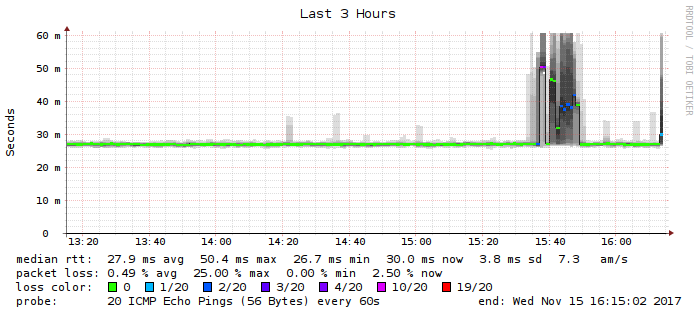 Last 3 Hours
RRDTOOL / TOBI OETIKER
Seconds
60 m
50 m
40 m
30 m
20 m
10 m
0
13:20 13:40 14:00 14:20 14:40 15:00 15:20 15:40 16:00
median rtt: 27.9 ms avg 50.4 ms max 26.7 ms min 30.0 ms now 3.8 ms sd 7.3 am/s
packet loss: 0.49 % avg 25.00 % max 0.00 % min 2.50 % now
loss color: 0 1/20 2/20 3/20 4/20 10/20 19/20
probe: 20 ICMP Echo Pings (56 Bytes) every 60s end: Wed Nov 15 16:15:02 2017